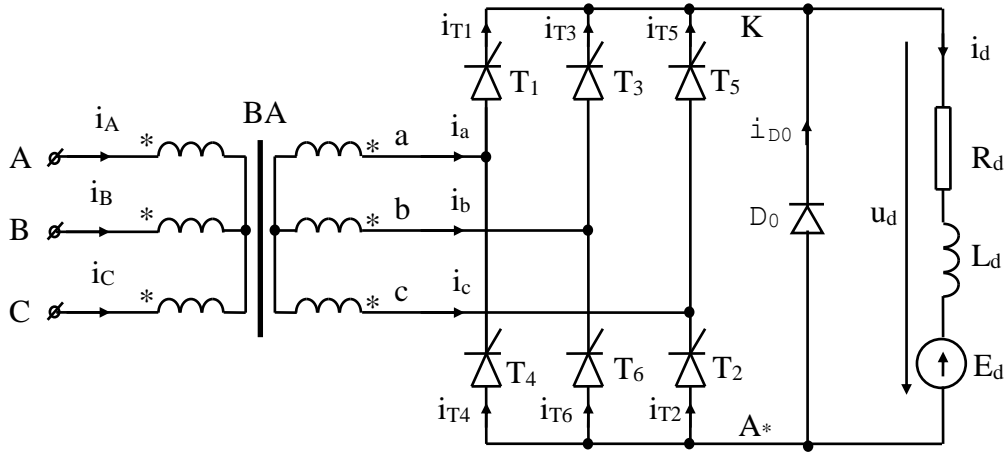 iT1 iT3 iT5 K id
T1 T3 T5
BA
iA a ia iD0 Rd
A * *
iB b ib
B * * D0 ud
Ld
iC c ic
C * *
T4 T6 T2 Ed
iT4 iT6 iT2 A*